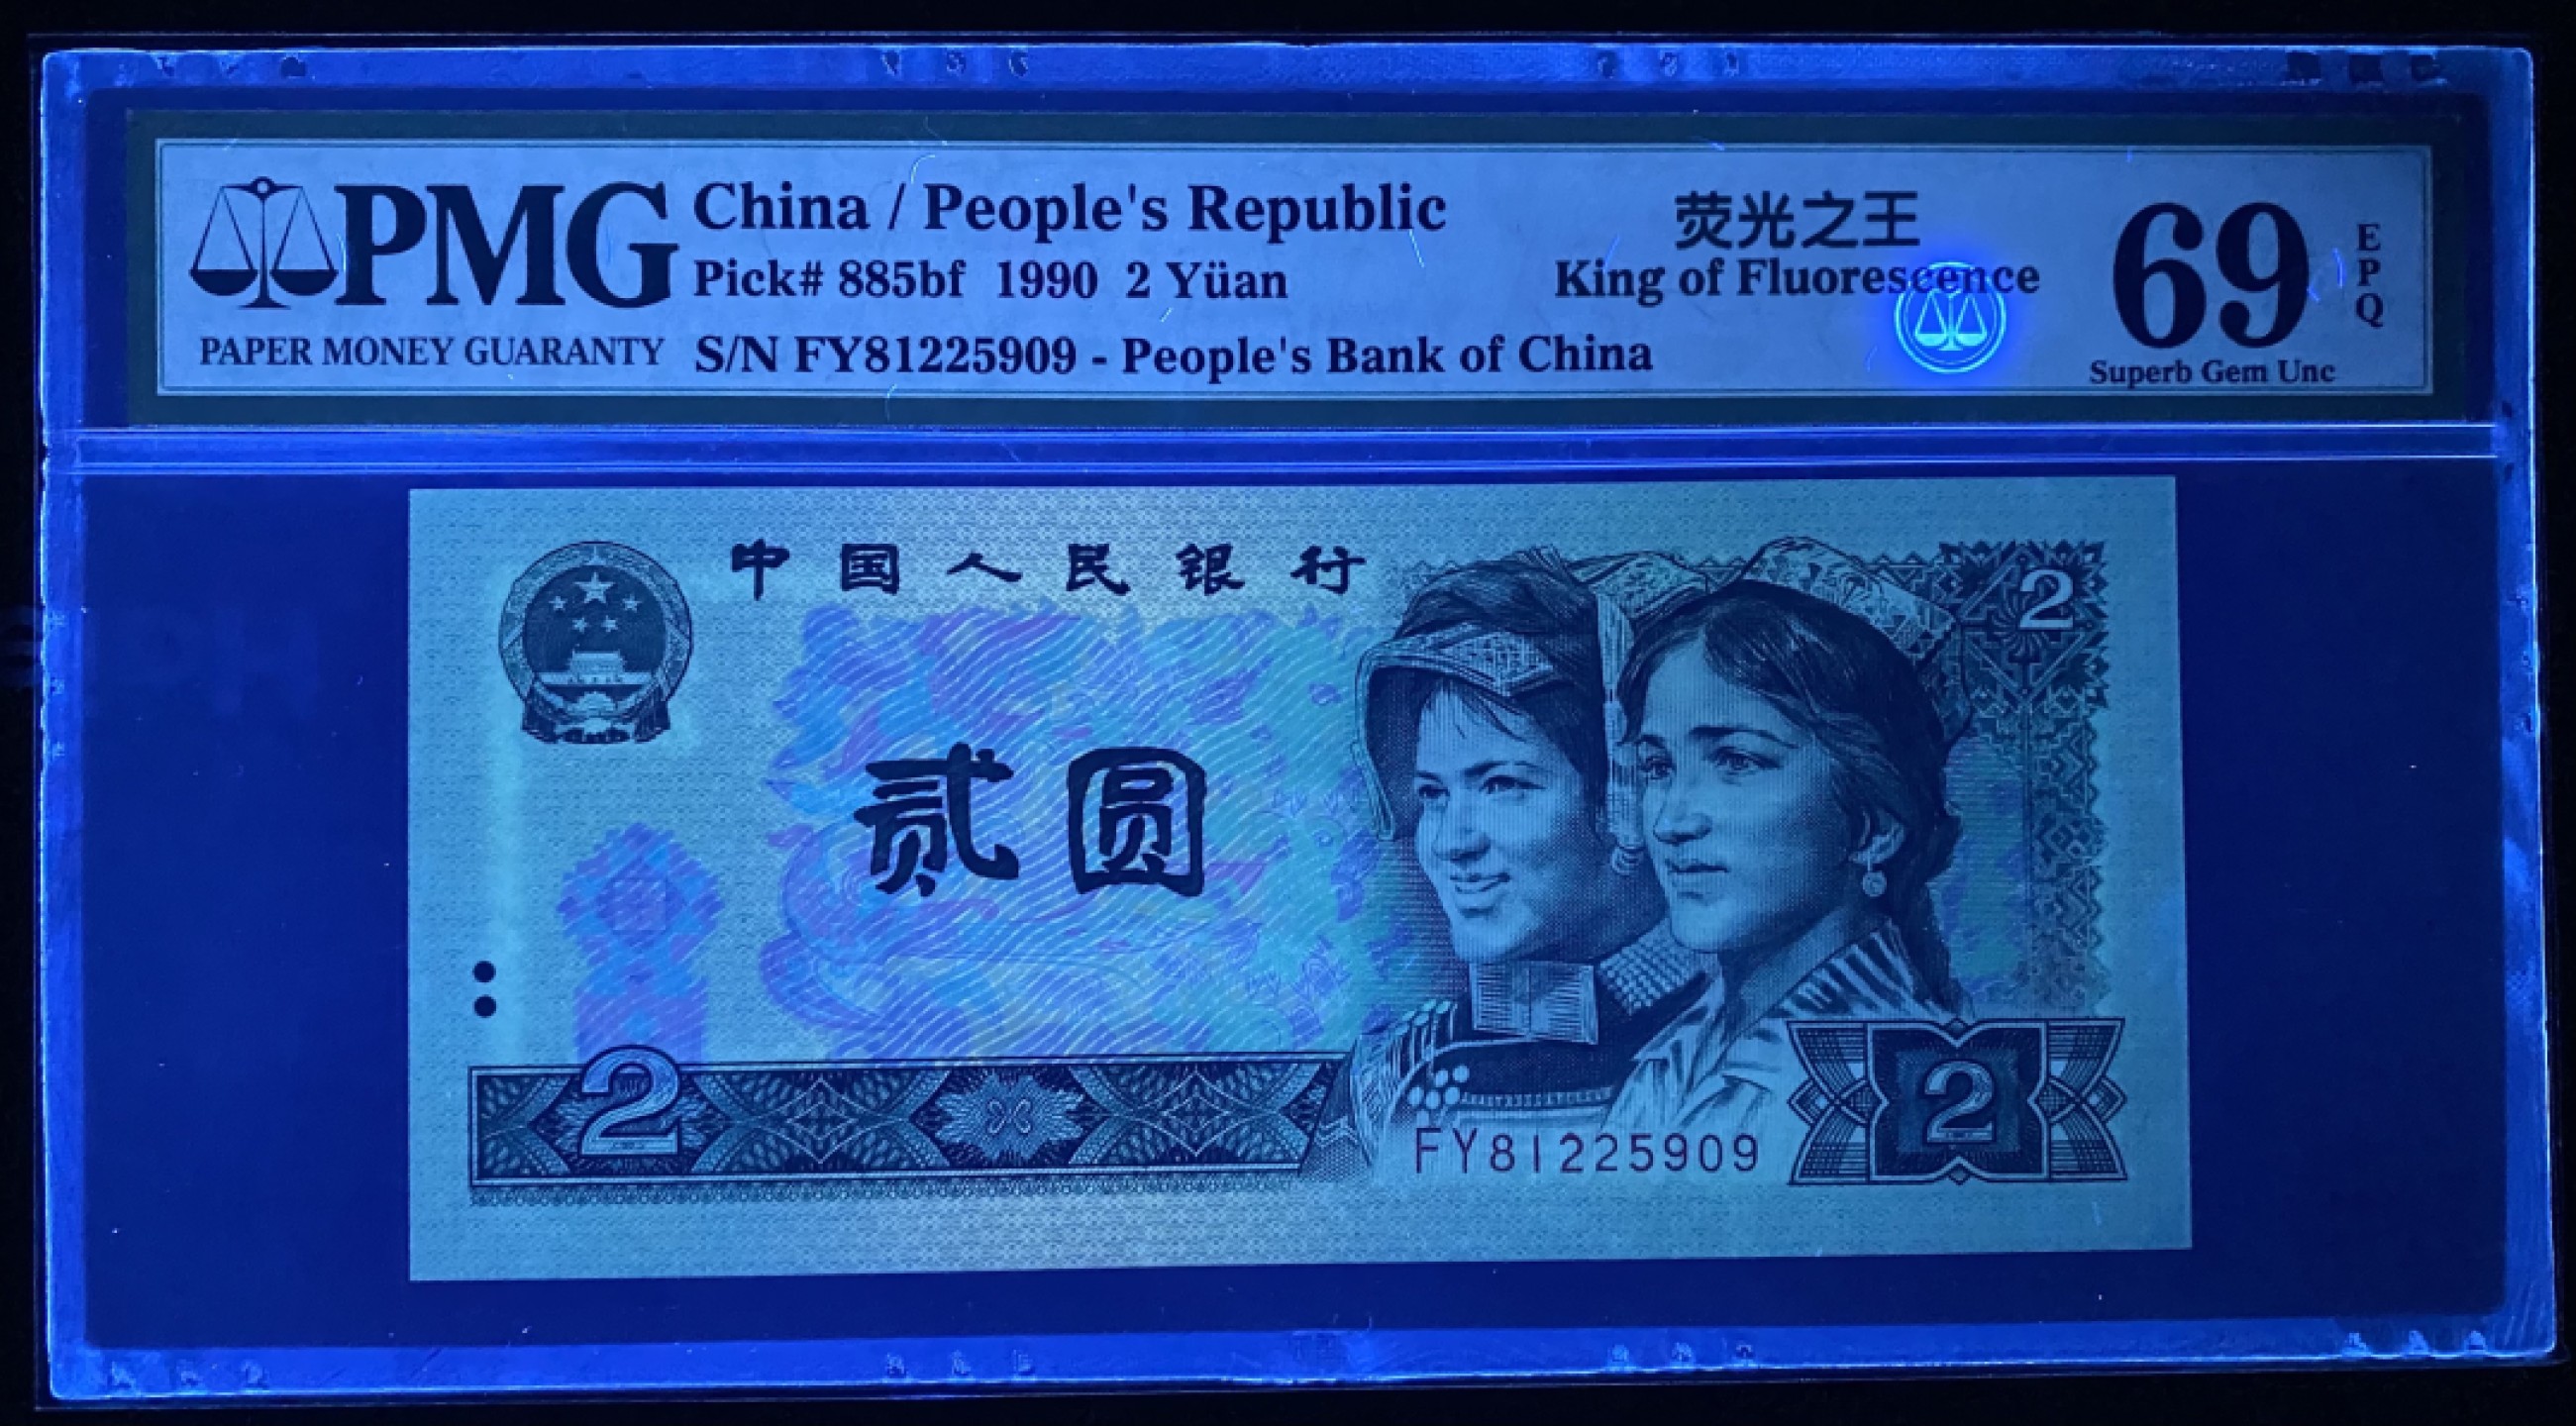 PMG
PAPER MONEY GUARANTY
China / People's Republic
Pick# 885bf 1990 2 Yüan
S/N FY81225909 - People's Bank of China
荧光之王
King of Fluorescence
69
EPQ
Superb Gem Unc
中国人民银行
2
贰圆
2
FY81225909
2